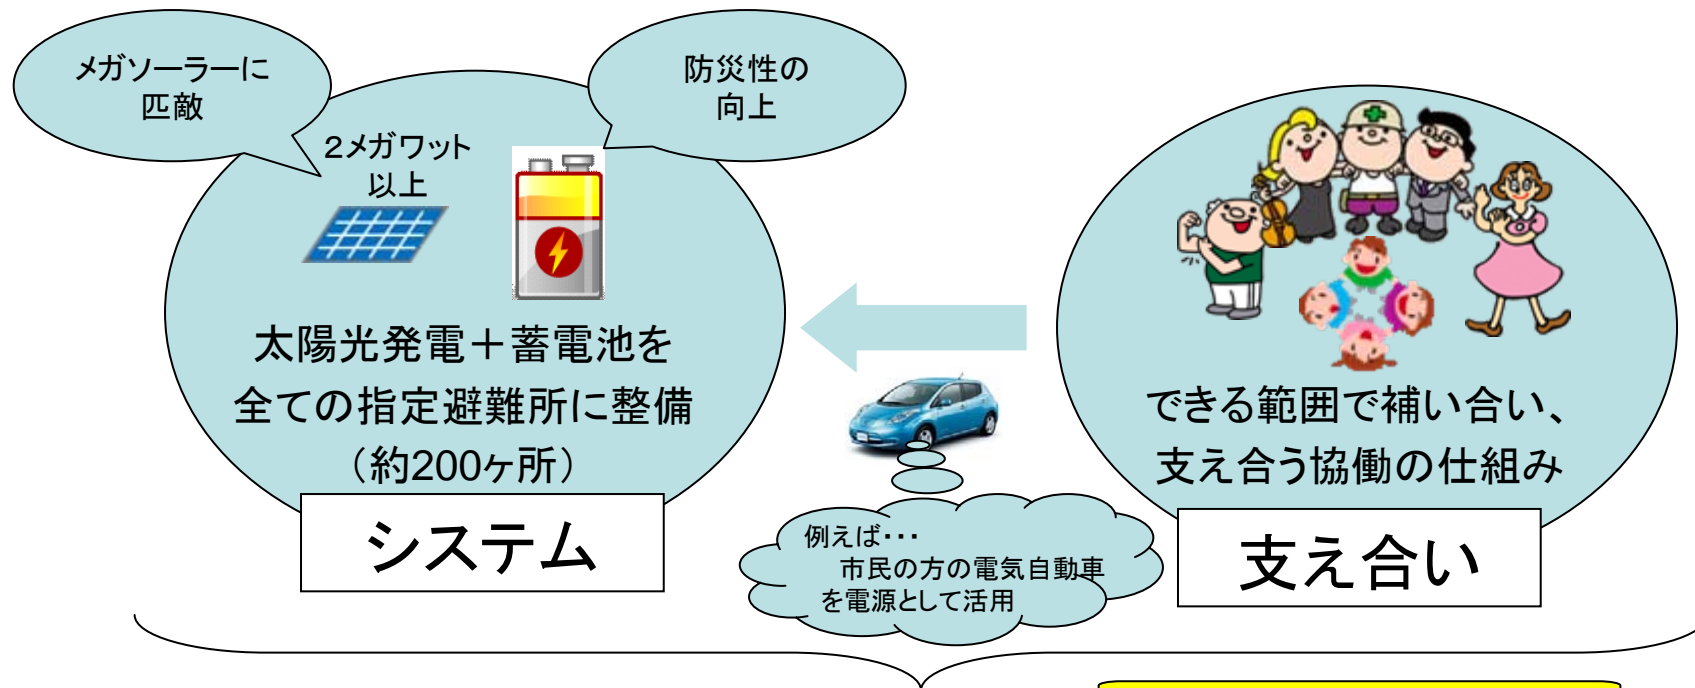 メガソーラーに
匹敵
防災性の
向上
２メガワット
以上
太陽光発電＋蓄電池を
全ての指定避難所に整備
（約200ヶ所）
システム
例えば・・・
市民の方の電気自動車
を電源として活用
できる範囲で補い合い、
支え合う協働の仕組み
支え合い